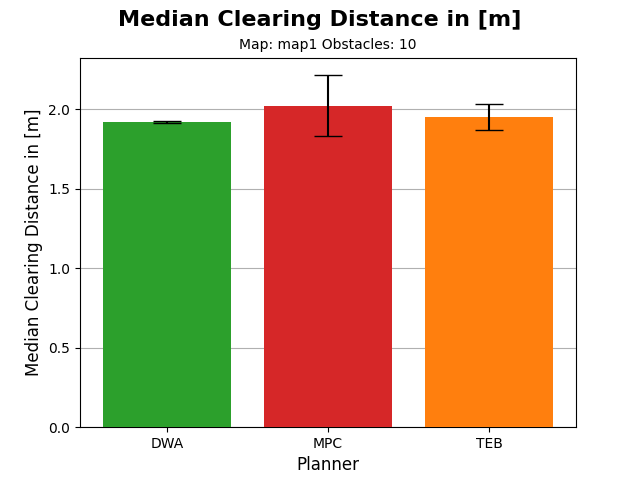 Median Clearing Distance in [m]
Map: map1 Obstacles: 10
Median Clearing Distance in [m]
2.0
1.5
1.0
0.5
0.0
DWA
MPC
TEB
Planner